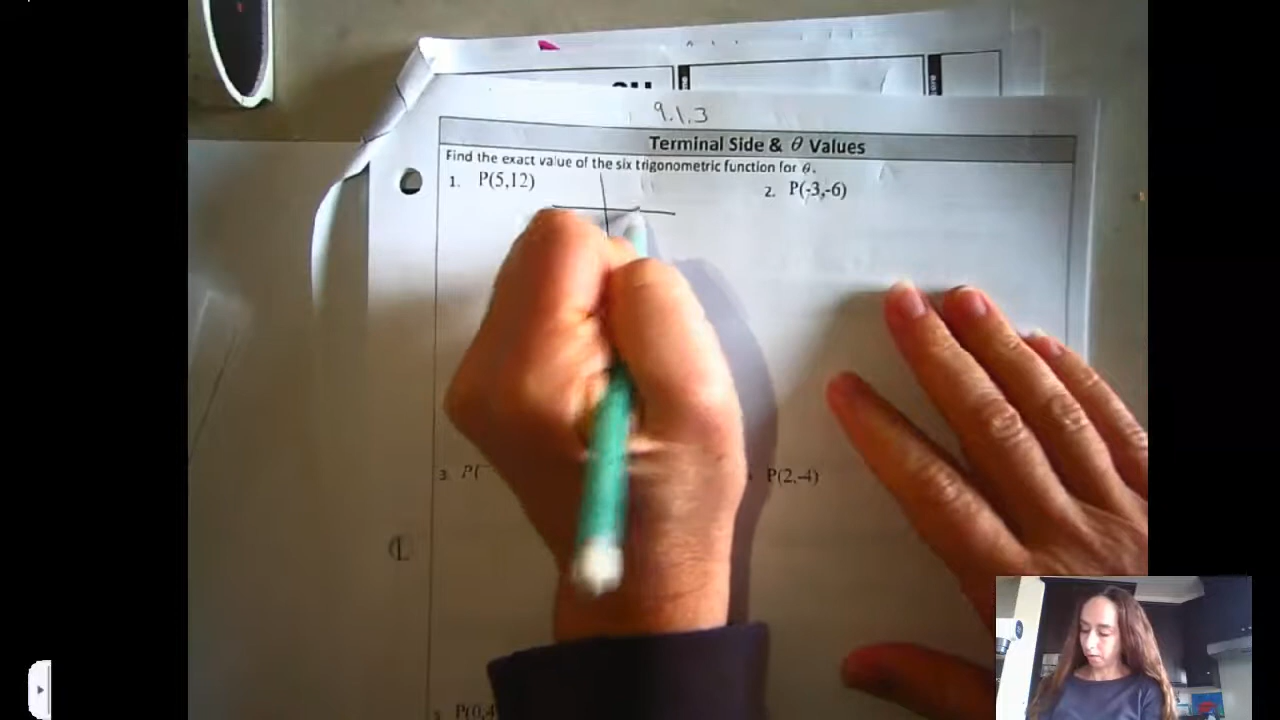 9.1.3
Terminal Side & θ Values
Find the exact value of the six trigonometric function for θ.
1. P(5,12)
2. P(-3,-6)
3. P(
P(2,-4)
P(0,4